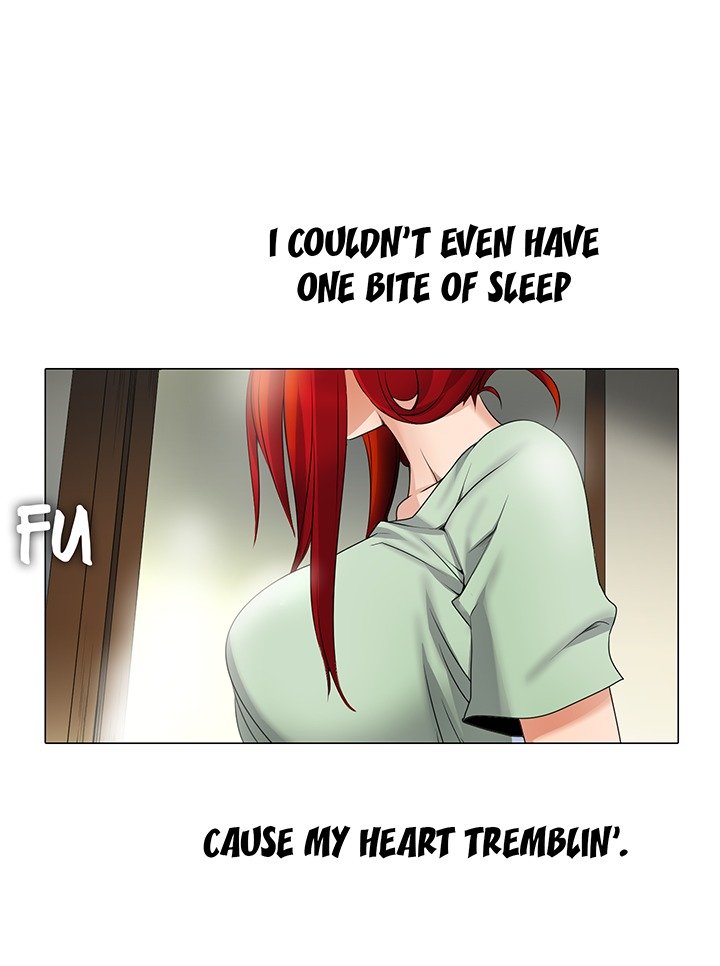 I COULDN'T EVEN HAVE
ONE BITE OF SLEEP
FU
CAUSE MY HEART TREMBLIN'.